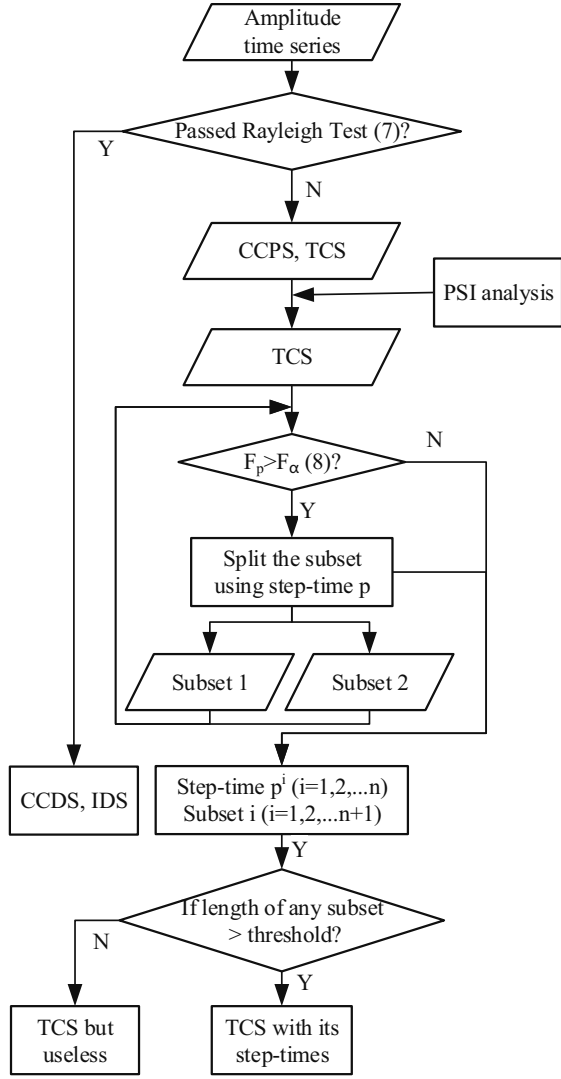 Amplitude
time series
Passed Rayleigh Test (7)?
Y
N
CCPS, TCS
PSI analysis
TCS
N
Fₚ>F_α (8)?
Y
Split the subset
using step-time p
Subset 1
Subset 2
CCDS, IDS
Step-time pⁱ (i=1,2,...n)
Subset i (i=1,2,...n+1)
Y
If length of any subset
> threshold?
N
Y
TCS but
useless
TCS with its
step-times